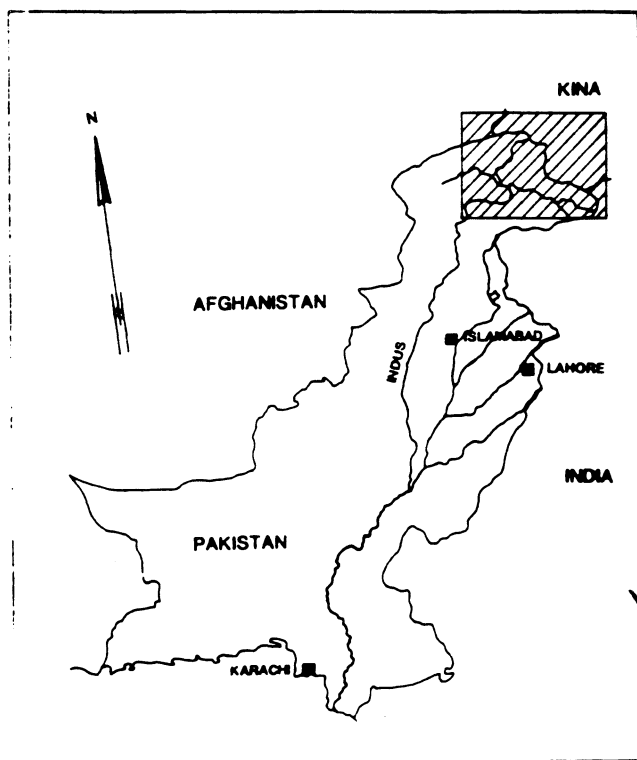 KINA
N
AFGHANISTAN
ISLAMABAD
INDUS
LAHORE
INDIA
PAKISTAN
KARACHI